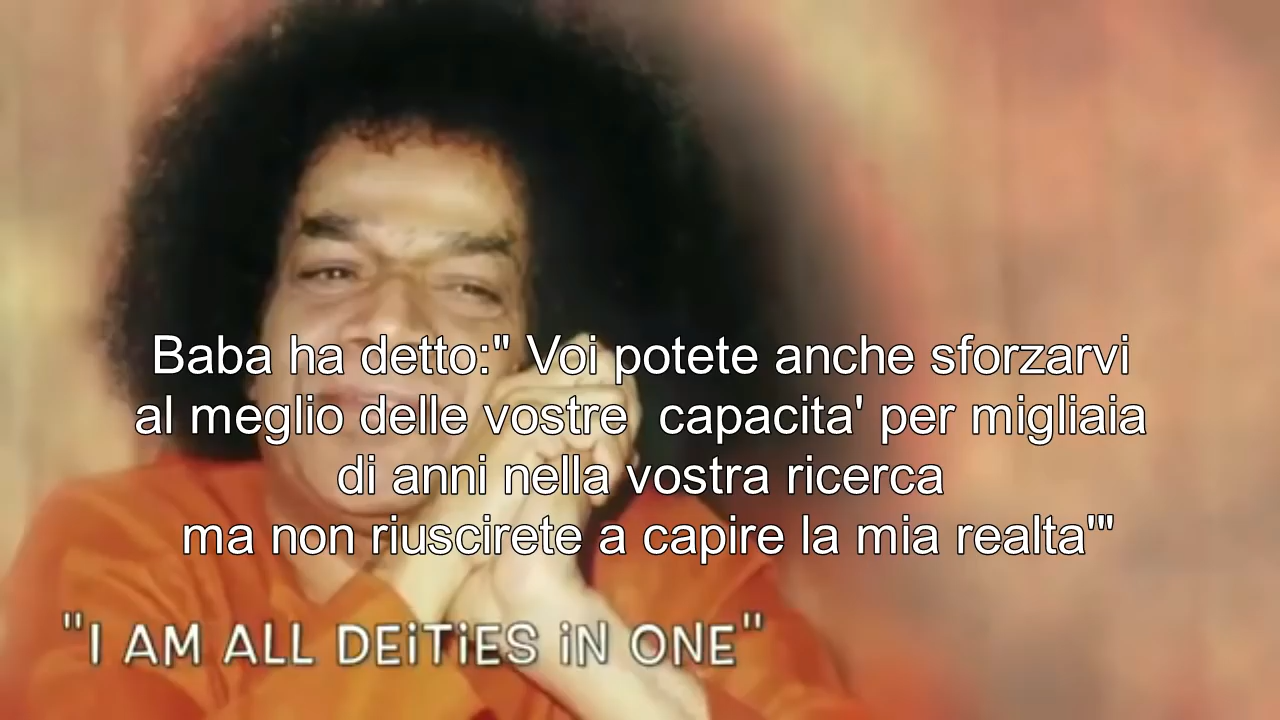 Baba ha detto:" Voi potete anche sforzarvi
al meglio delle vostre  capacita' per migliaia
di anni nella vostra ricerca
ma non riuscirete a capire la mia realta'"
"I AM ALL DEiTiES iN ONE"